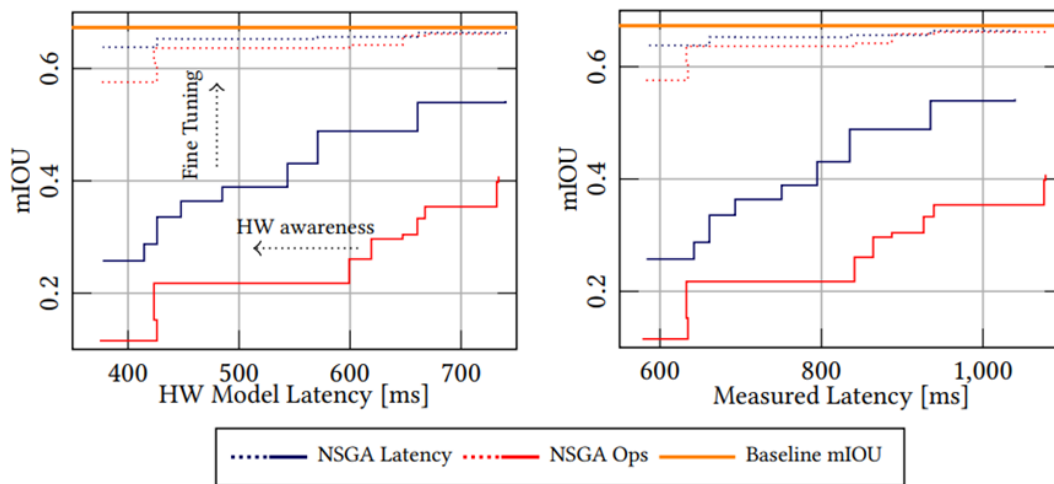 mIOU
0.6
0.4
0.2
Fine Tuning
HW awareness
400 500 600 700
HW Model Latency [ms]
mIOU
0.6
0.4
0.2
600 800 1,000
Measured Latency [ms]
NSGA Latency NSGA Ops Baseline mIOU